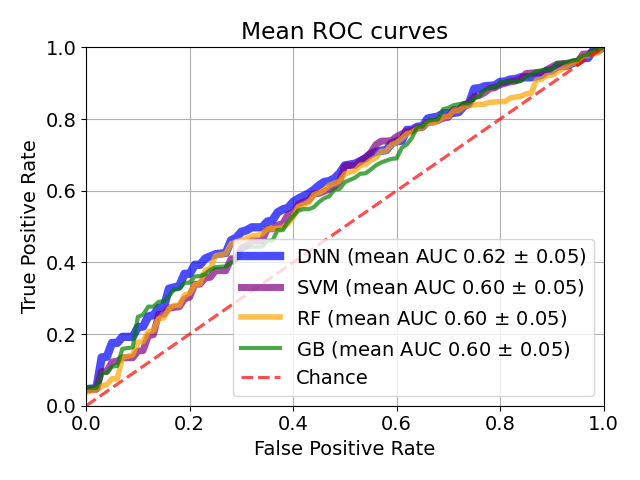 Mean ROC curves
True Positive Rate
1.0
0.8
0.6
0.4
0.2
0.0
DNN (mean AUC 0.62 ± 0.05)
SVM (mean AUC 0.60 ± 0.05)
RF (mean AUC 0.60 ± 0.05)
GB (mean AUC 0.60 ± 0.05)
Chance
0.0 0.2 0.4 0.6 0.8 1.0
False Positive Rate